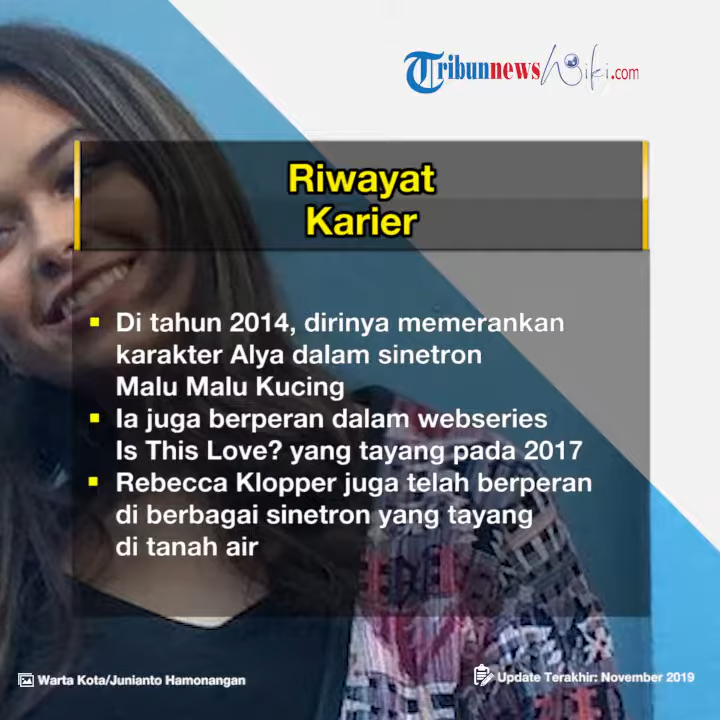 TribunnewsWiki.com
Riwayat
Karier
Di tahun 2014, dirinya memerankan
karakter Alya dalam sinetron
Malu Malu Kucing
Ia juga berperan dalam webseries
Is This Love? yang tayang pada 2017
Rebecca Klopper juga telah berperan
di berbagai sinetron yang tayang
di tanah air
Warta Kota/Junianto Hamonangan
Update Terakhir: November 2019